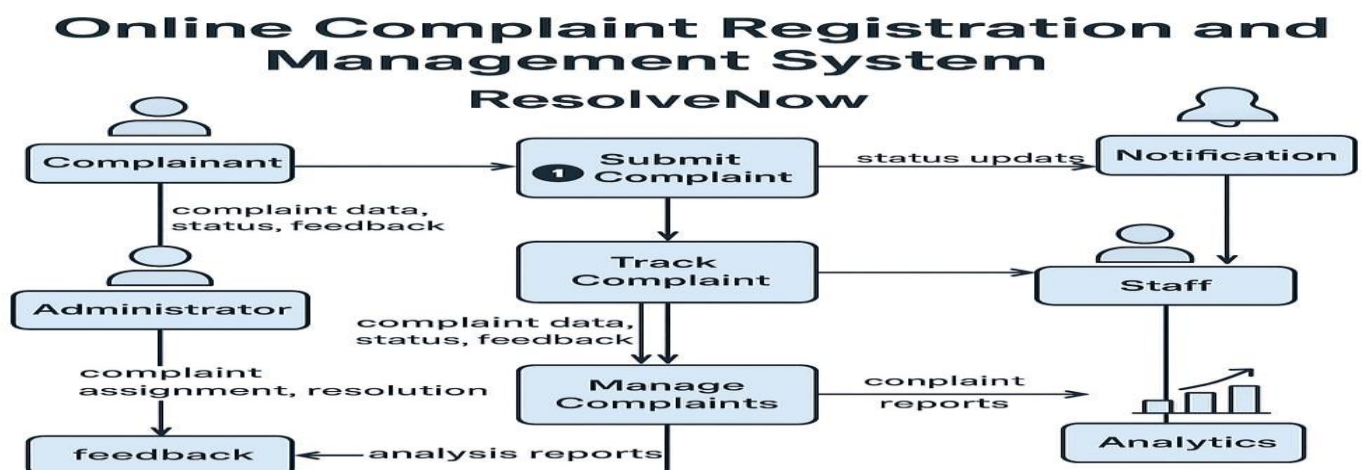 Online Complaint Registration and
Management System
ResolveNow
Complainant
1 Submit
Complaint
status updats
Notification
complaint data,
status, feedback
Track
Complaint
Staff
Administrator
complaint data,
status, feedback
complaint
assignment, resolution
Manage
Complaints
conplaint
reports
feedback
analysis reports
Analytics